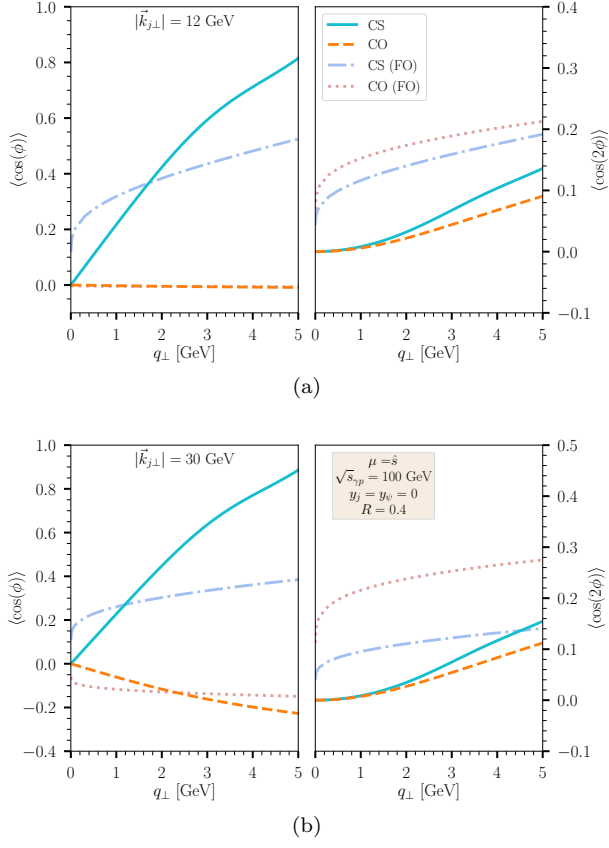 |k⃗_{j⊥}| = 12 GeV
1.0
0.8
0.6
0.4
0.2
0.0
⟨cos(ϕ)⟩
0 1 2 3 4 5
q⊥ [GeV]
CS
CO
CS (FO)
CO (FO)
0.4
0.3
0.2
0.1
0.0
−0.1
⟨cos(2ϕ)⟩
0 1 2 3 4 5
q⊥ [GeV]
(a)
|k⃗_{j⊥}| = 30 GeV
1.0
0.8
0.6
0.4
0.2
0.0
−0.2
−0.4
⟨cos(ϕ)⟩
0 1 2 3 4 5
q⊥ [GeV]
μ = ŝ
√s_{γp} = 100 GeV
y_j = y_ψ = 0
R = 0.4
0.5
0.4
0.3
0.2
0.1
0.0
−0.1
⟨cos(2ϕ)⟩
0 1 2 3 4 5
q⊥ [GeV]
(b)